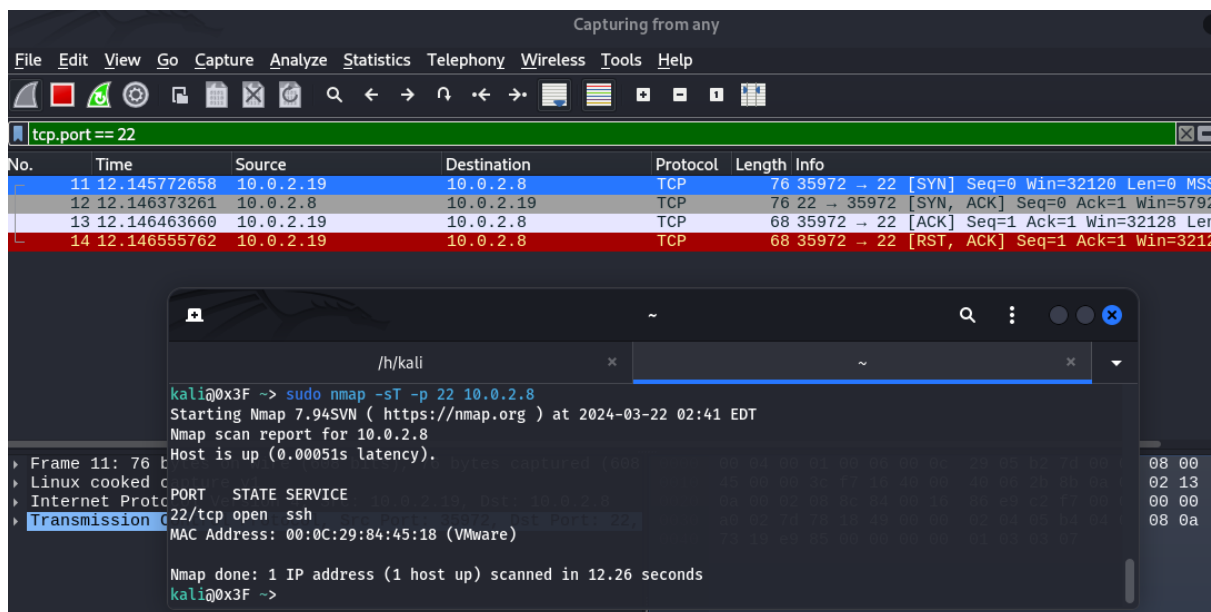 Capturing from any
File Edit View Go Capture Analyze Statistics Telephony Wireless Tools Help
tcp.port == 22
No. Time Source Destination Protocol Length Info
11 12.145772658 10.0.2.19 10.0.2.8 TCP 76 35972 → 22 [SYN] Seq=0 Win=32120 Len=0 MSS
12 12.146373261 10.0.2.8 10.0.2.19 TCP 76 22 → 35972 [SYN, ACK] Seq=0 Ack=1 Win=5792
13 12.146463660 10.0.2.19 10.0.2.8 TCP 68 35972 → 22 [ACK] Seq=1 Ack=1 Win=32128 Ler
14 12.146555762 10.0.2.19 10.0.2.8 TCP 68 35972 → 22 [RST, ACK] Seq=1 Ack=1 Win=3212
~
/h/kali × ~ ×
kali@0x3F ~> sudo nmap -sT -p 22 10.0.2.8
Starting Nmap 7.94SVN ( https://nmap.org ) at 2024-03-22 02:41 EDT
Nmap scan report for 10.0.2.8
Host is up (0.00051s latency).
PORT STATE SERVICE
22/tcp open ssh
MAC Address: 00:0C:29:84:45:18 (VMware)
Nmap done: 1 IP address (1 host up) scanned in 12.26 seconds
kali@0x3F ~>
Frame 11: 76 b
Linux cooked c
Internet Protc
Transmission C
08 00
02 13
00 00
08 0a